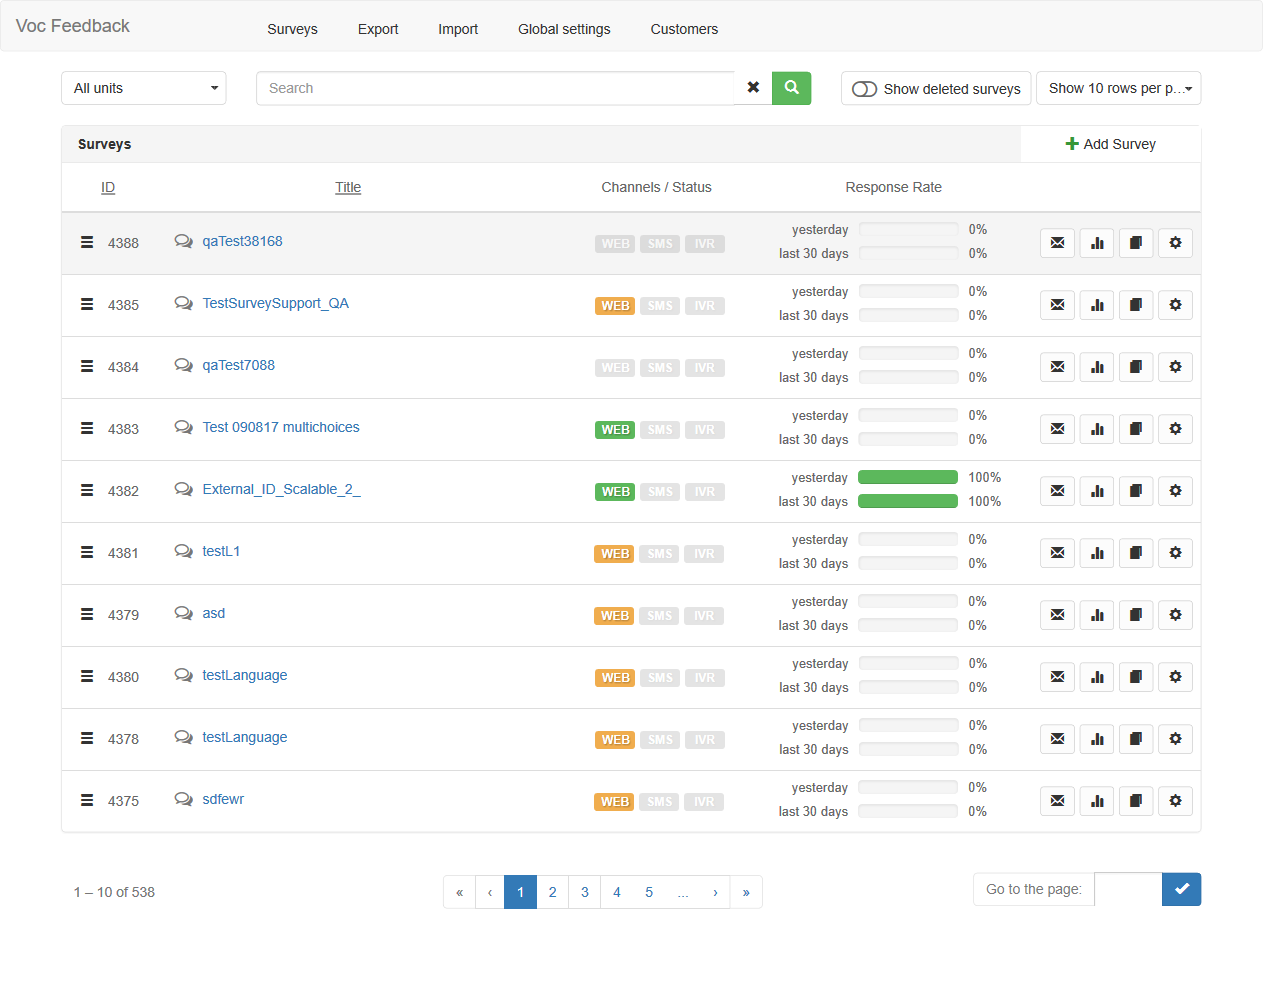 Voc Feedback Surveys Export Import Global settings Customers
All units Search Show deleted surveys Show 10 rows per p...
Surveys Add Survey
ID Title Channels / Status Response Rate
yesterday 0%
4388 qaTest38168 WEB SMS IVR
last 30 days 0%
yesterday 0%
4385 TestSurveySupport_QA WEB SMS IVR
last 30 days 0%
yesterday 0%
4384 qaTest7088 WEB SMS IVR
last 30 days 0%
yesterday 0%
4383 Test 090817 multichoices WEB SMS IVR
last 30 days 0%
yesterday 100%
4382 External_ID_Scalable_2_ WEB SMS IVR
last 30 days 100%
yesterday 0%
4381 testL1 WEB SMS IVR
last 30 days 0%
yesterday 0%
4379 asd WEB SMS IVR
last 30 days 0%
yesterday 0%
4380 testLanguage WEB SMS IVR
last 30 days 0%
yesterday 0%
4378 testLanguage WEB SMS IVR
last 30 days 0%
yesterday 0%
4375 sdfewr WEB SMS IVR
last 30 days 0%
1 – 10 of 538 « ‹ 1 2 3 4 5 ... › » Go to the page: